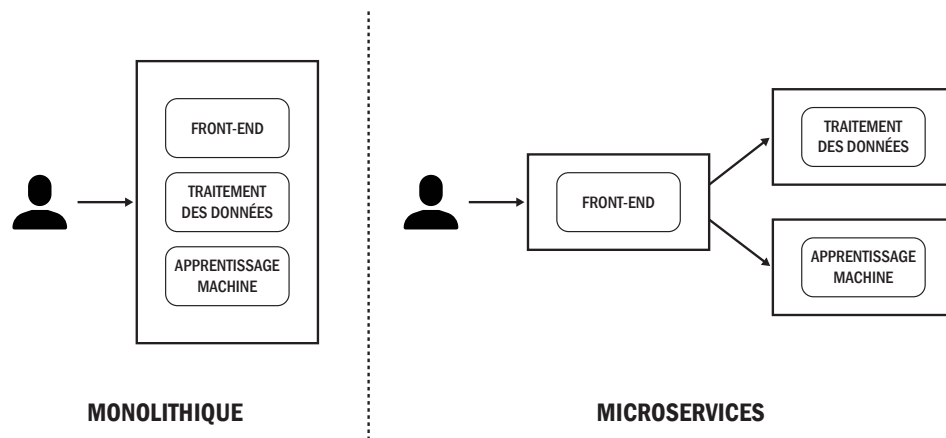 FRONT-END
TRAITEMENT
DES DONNÉES
APPRENTISSAGE
MACHINE
MONOLITHIQUE
FRONT-END
TRAITEMENT
DES DONNÉES
APPRENTISSAGE
MACHINE
MICROSERVICES